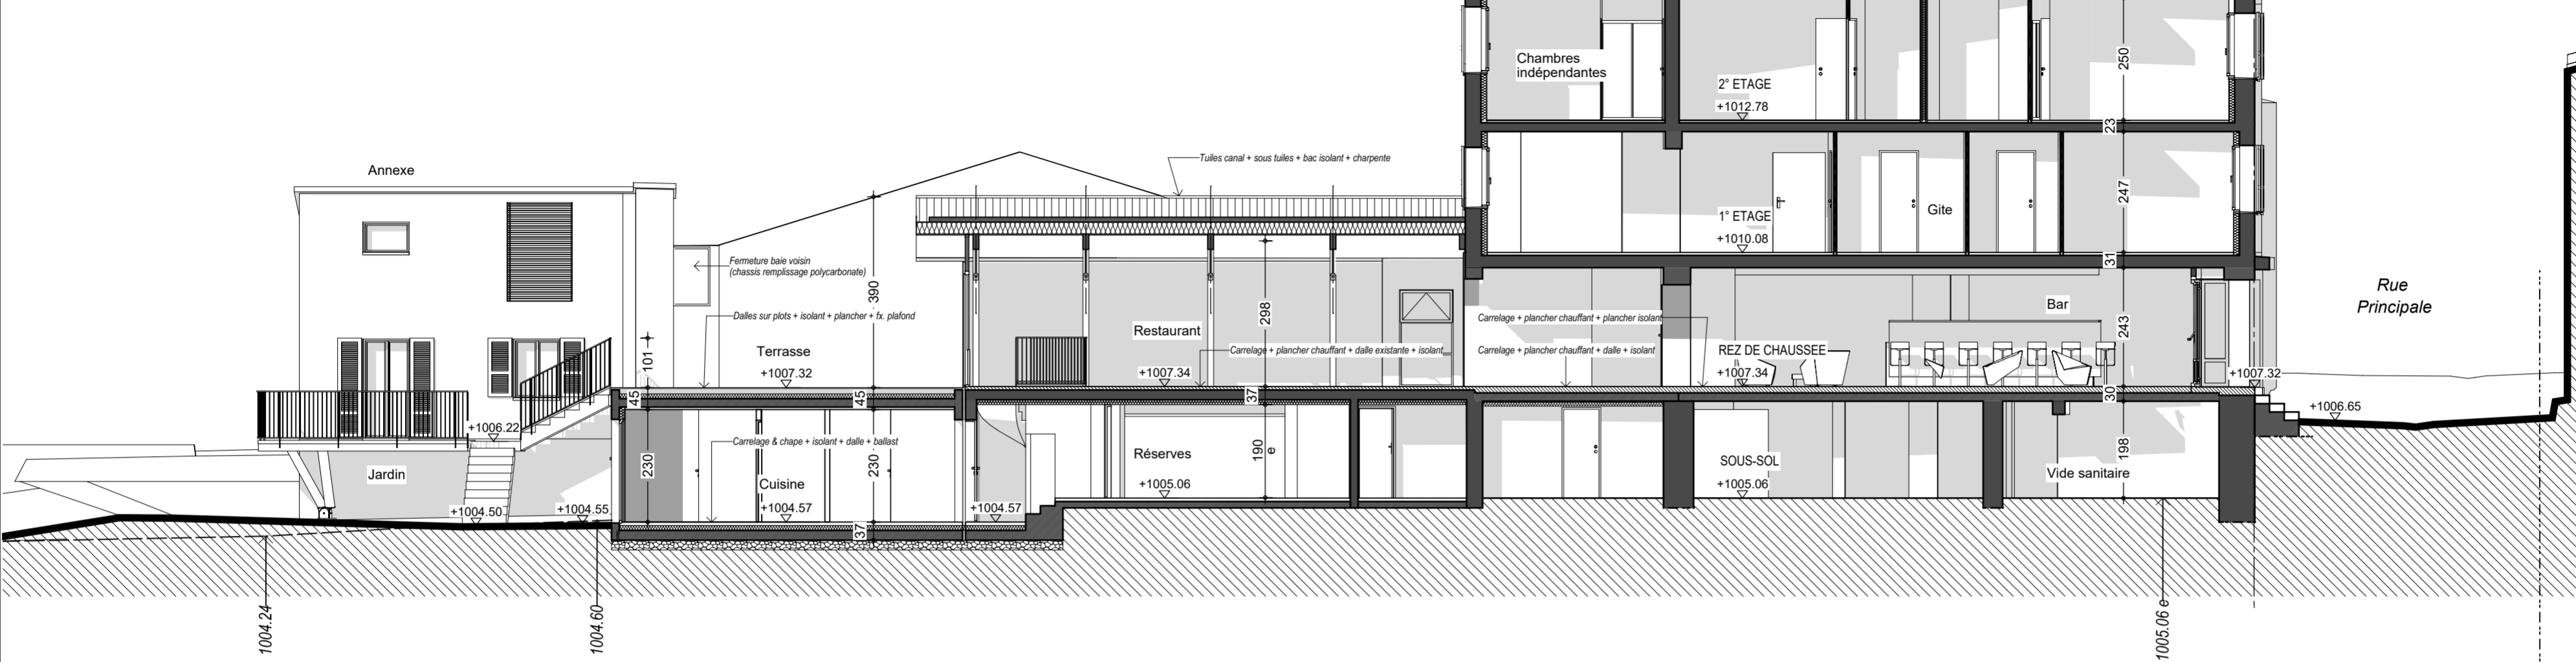 Chambres
indépendantes
2° ETAGE
+1012.78
250
23
Annexe
Tuiles canal + sous tuiles + bac isolant + charpente
1° ETAGE
+1010.08
Gite
247
31
Fermeture baie voisin
(chassis remplissage polycarbonate)
390
Dalles sur plots + isolant + plancher + fx. plafond
101
Terrasse
+1007.32
298
Restaurant
Carrelage + plancher chauffant + dalle existante + isolant
+1007.34
Carrelage + plancher chauffant + plancher isolant
Carrelage + plancher chauffant + dalle + isolant
REZ DE CHAUSSEE
+1007.34
Bar
243
+1007.32
Rue
Principale
+1006.65
45
45
37
30
+1006.22
Carrelage & chape + isolant + dalle + ballast
Jardin
230
230
Cuisine
+1004.57
+1004.50
+1004.55
+1004.57
37
Réserves
+1005.06
190
e
SOUS-SOL
+1005.06
Vide sanitaire
198
1004.24
1004.60
1005.06 e